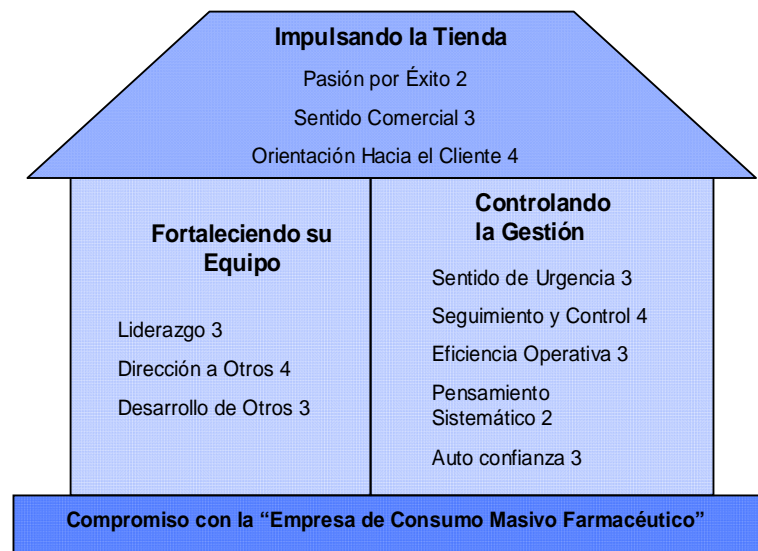 Impulsando la Tienda
Pasión por Éxito 2
Sentido Comercial 3
Orientación Hacia el Cliente 4
Fortaleciendo su
Equipo
Liderazgo 3
Dirección a Otros 4
Desarrollo de Otros 3
Controlando
la Gestión
Sentido de Urgencia 3
Seguimiento y Control 4
Eficiencia Operativa 3
Pensamiento
Sistemático 2
Auto confianza 3
Compromiso con la “Empresa de Consumo Masivo Farmacéutico”